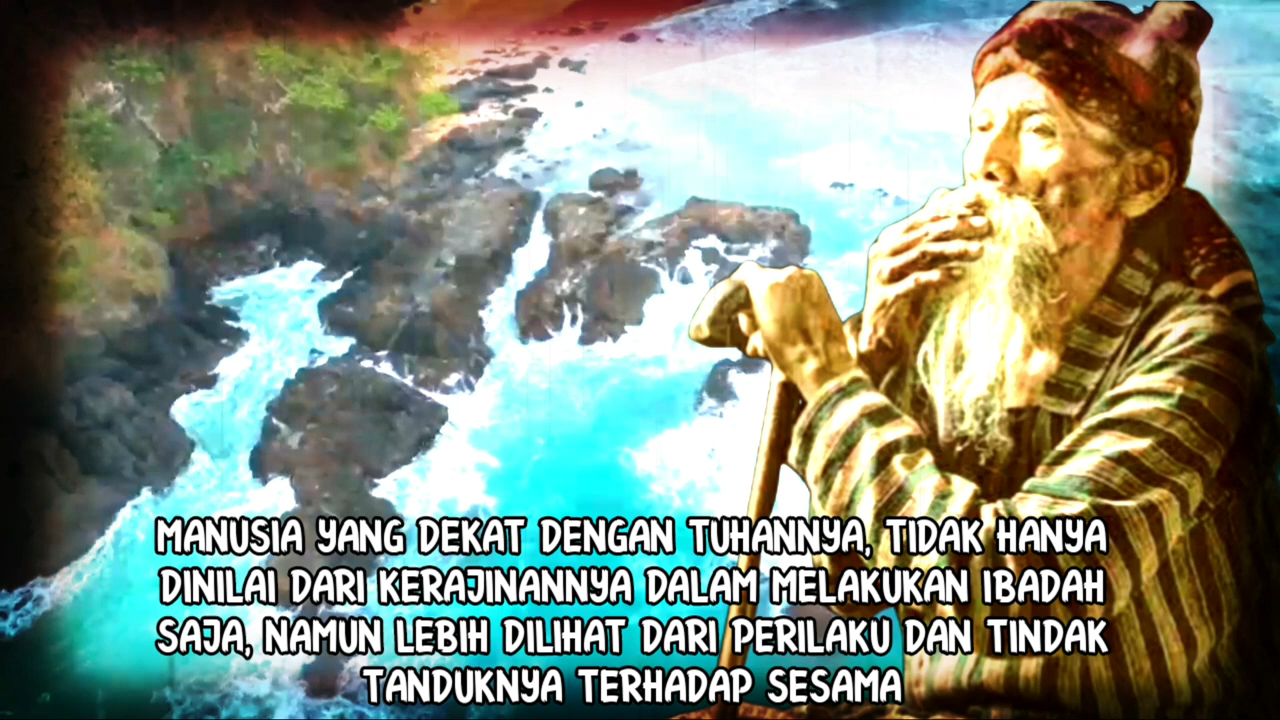 MANUSIA YANG DEKAT DENGAN TUHANNYA, TIDAK HANYA
DINILAI DARI KERAJINANNYA DALAM MELAKUKAN IBADAH
SAJA, NAMUN LEBIH DILIHAT DARI PERILAKU DAN TINDAK
TANDUKNYA TERHADAP SESAMA